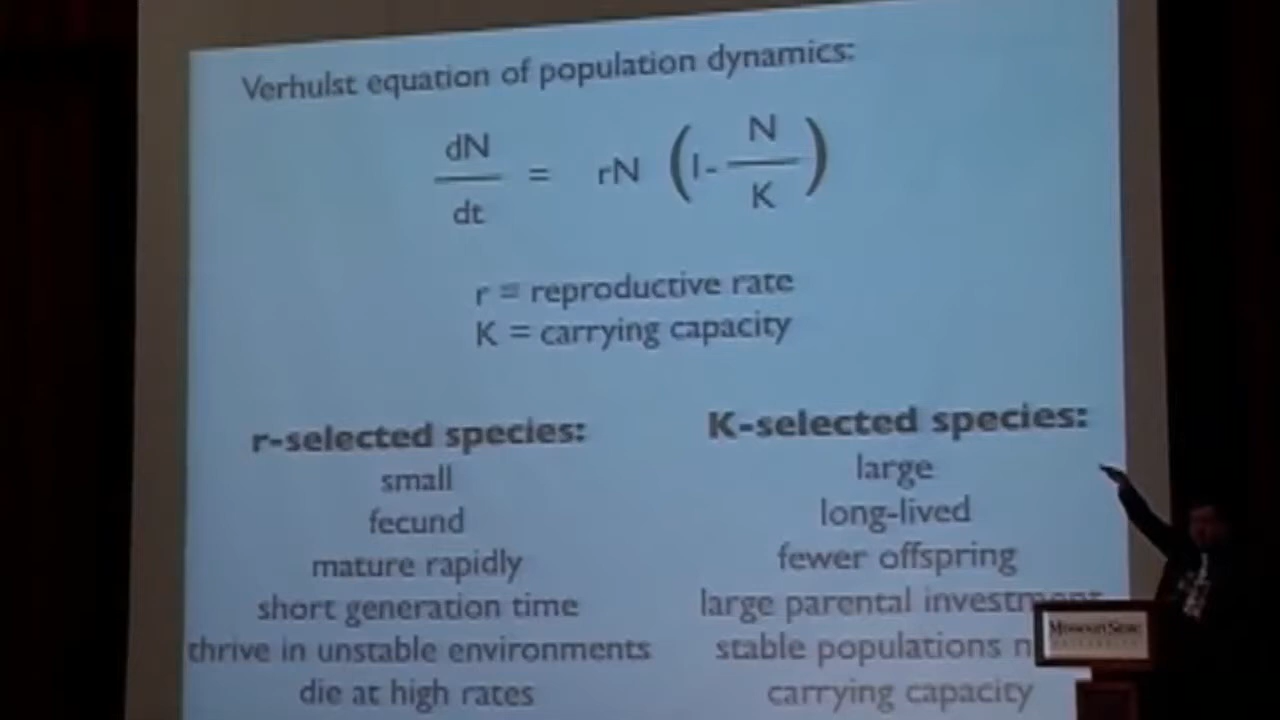 Verhulst equation of population dynamics:
dN
dt
= rN (1- N
K )
r = reproductive rate
K = carrying capacity
r-selected species:
small
fecund
mature rapidly
short generation time
thrive in unstable environments
die at high rates
K-selected species:
large
long-lived
fewer offspring
large parental investment
stable populations n
carrying capacity
Missouri State
UNIVERSITY